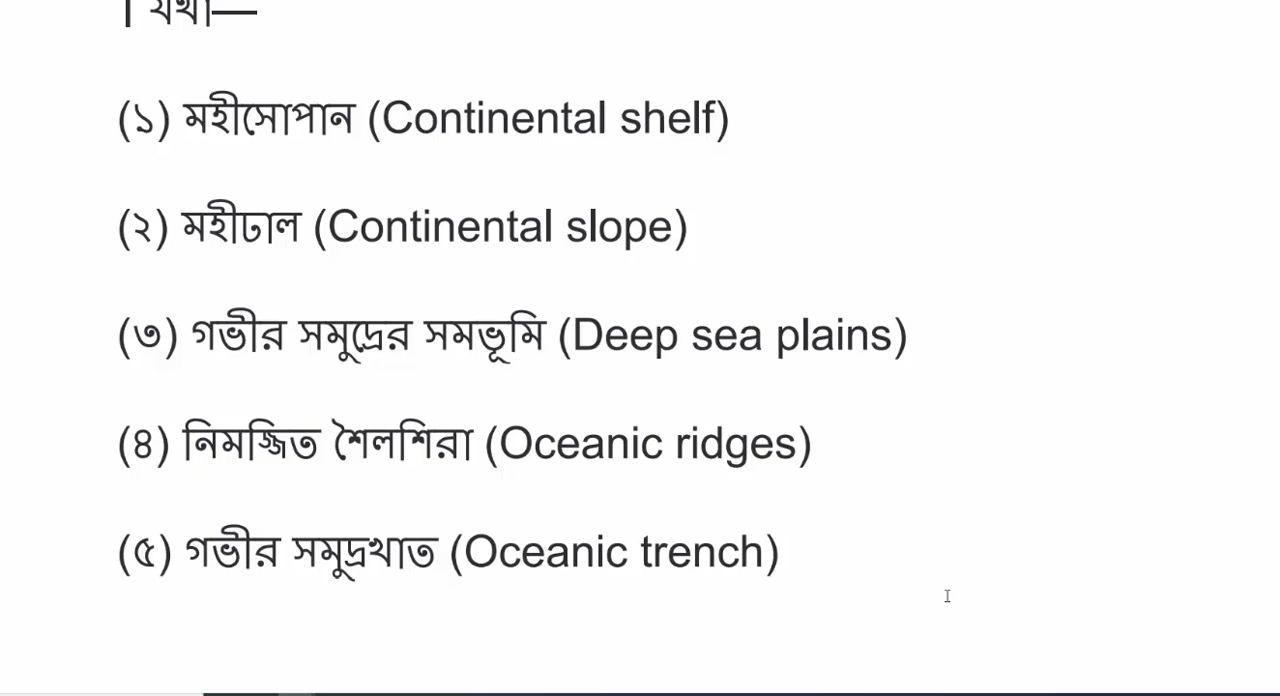 । যথা—
(১) মহীসোপান (Continental shelf)
(২) মহীঢাল (Continental slope)
(৩) গভীর সমুদ্রের সমভূমি (Deep sea plains)
(৪) নিমজ্জিত শৈলশিরা (Oceanic ridges)
(৫) গভীর সমুদ্রখাত (Oceanic trench)